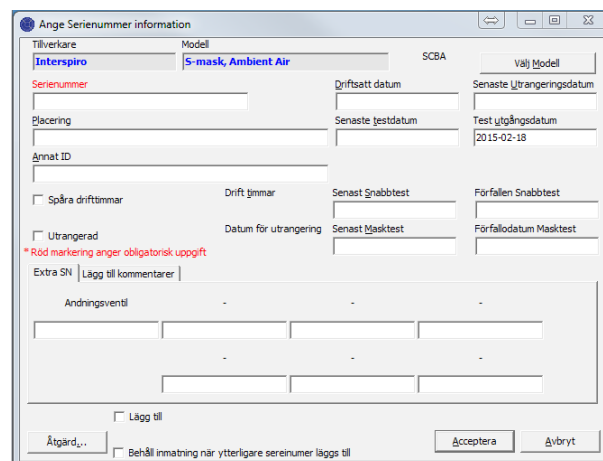 Ange Serienummer information
Tillverkare Modell
Interspiro S-mask, Ambient Air SCBA Välj Modell
Serienummer Driftsatt datum Senaste Utrangeringsdatum
Placering Senaste testdatum Test utgångsdatum
2015-02-18
Annat ID
Spåra drifttimmar Drift timmar Senast Snabbtest Förfallen Snabbtest
Utrangerad Datum för utrangering Senast Masktest Förfallodatum Masktest
* Röd markering anger obligatorisk uppgift
Extra SN Lägg till kommentarer
Andningsventil - - -
- - -
Lägg till
Åtgärd... Acceptera Avbryt
Behåll inmatning när ytterligare sereinumer läggs till